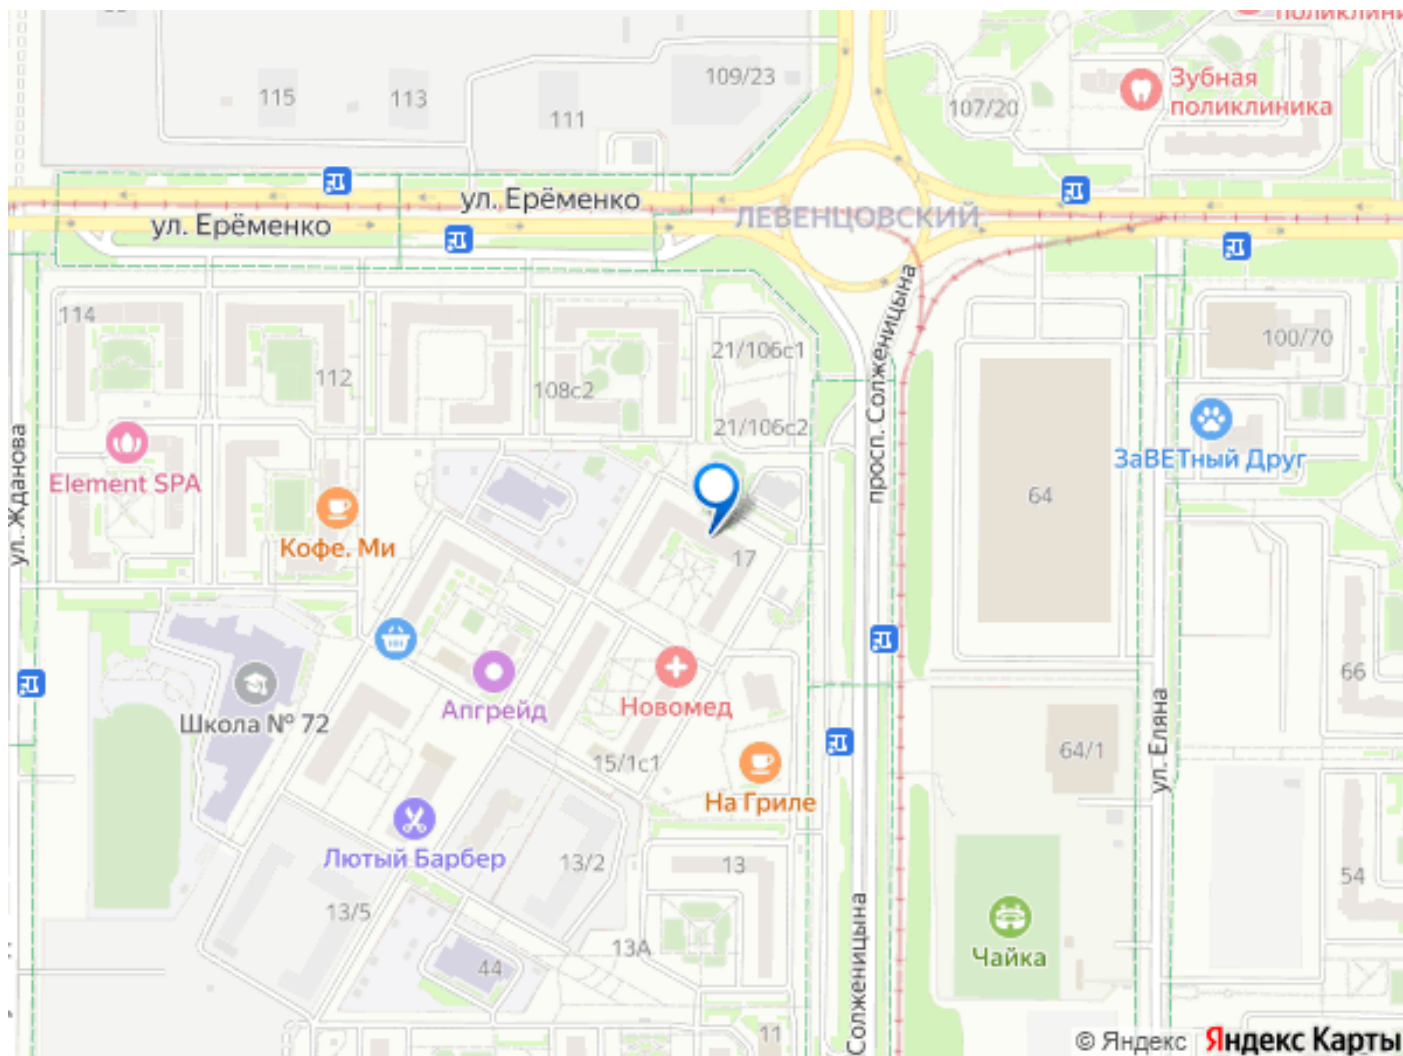 ПОЛИКЛИНИ
109/23
Зубная
поликлиника
115
113
107/20
111
ул. Ерёменко
ул. Ерёменко
ЛЕВЕНЦОВСКИЙ
114
просп. Солженицына
100/70
21/106с1
112
108с2
21/106с2
ул. Жданова
Element SPA
ЗаВЕТный Друг
64
Кофе. Ми
17
66
Школа № 72
Апгрейд
Новомед
ул. Еляна
64/1
15/1с1
На Гриле
Лютый Барбер
13/2
13
54
13/5
Солженицына
13А
Чайка
44
11
© Яндекс Яндекс Карты